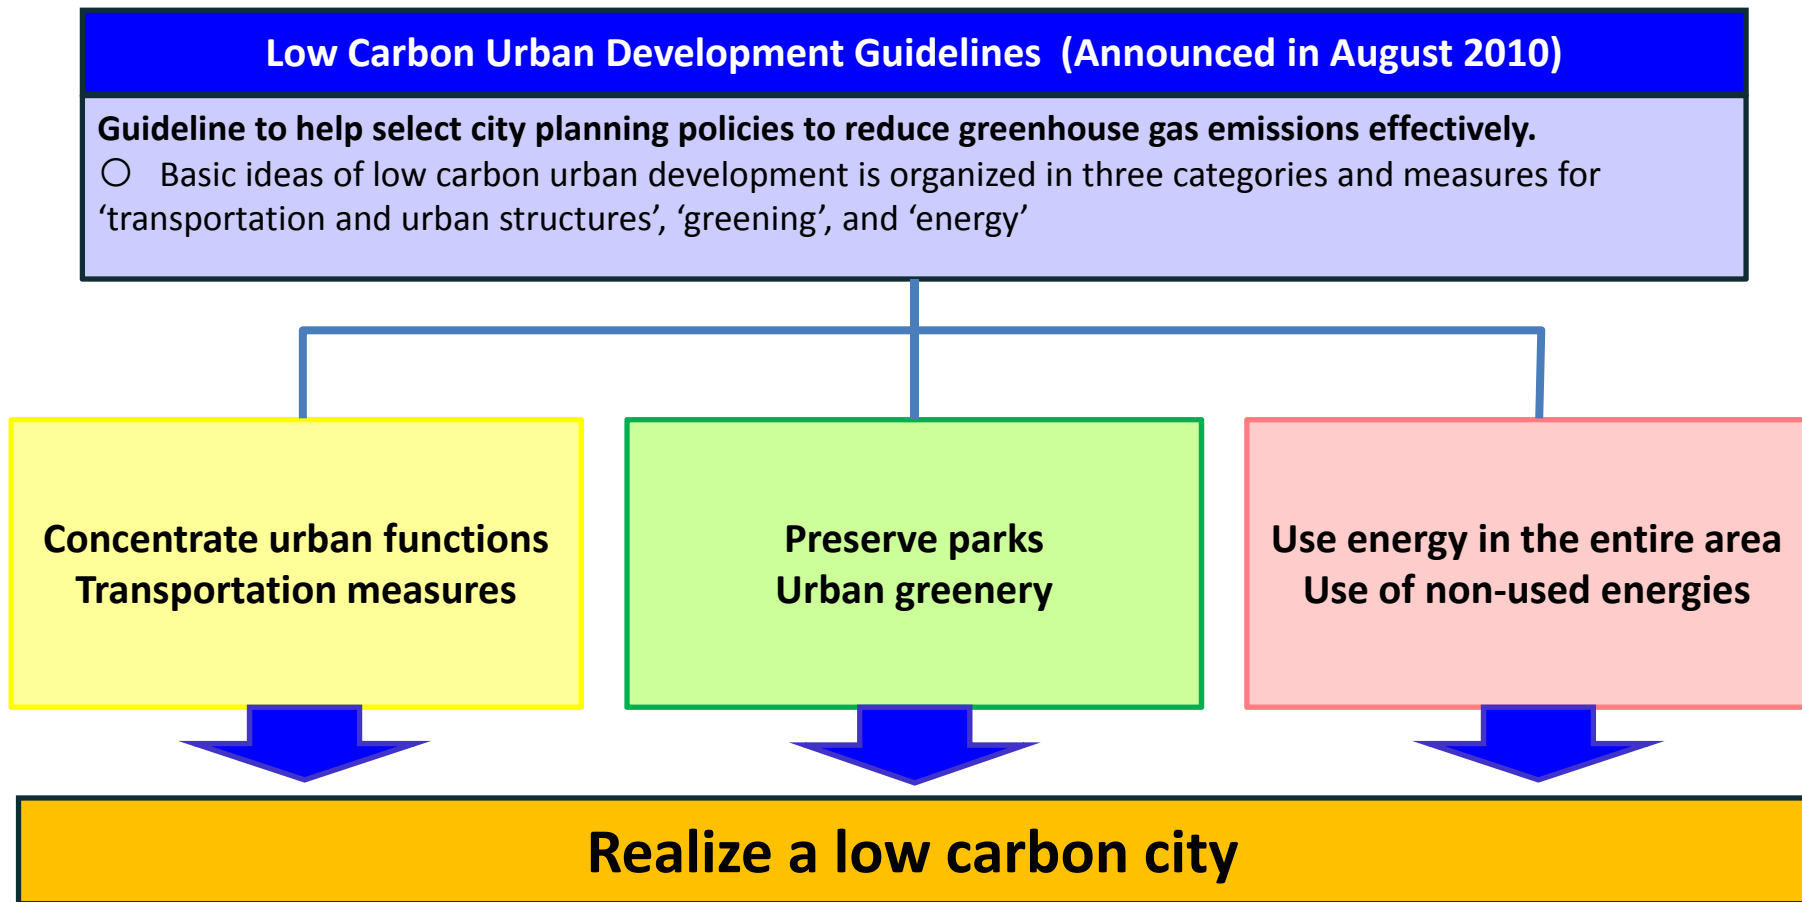 Low Carbon Urban Development Guidelines (Announced in August 2010)
Guideline to help select city planning policies to reduce greenhouse gas emissions effectively.
○ Basic ideas of low carbon urban development is organized in three categories and measures for
‘transportation and urban structures’, ‘greening’, and ‘energy’
Concentrate urban functions
Transportation measures
Preserve parks
Urban greenery
Use energy in the entire area
Use of non-used energies
Realize a low carbon city